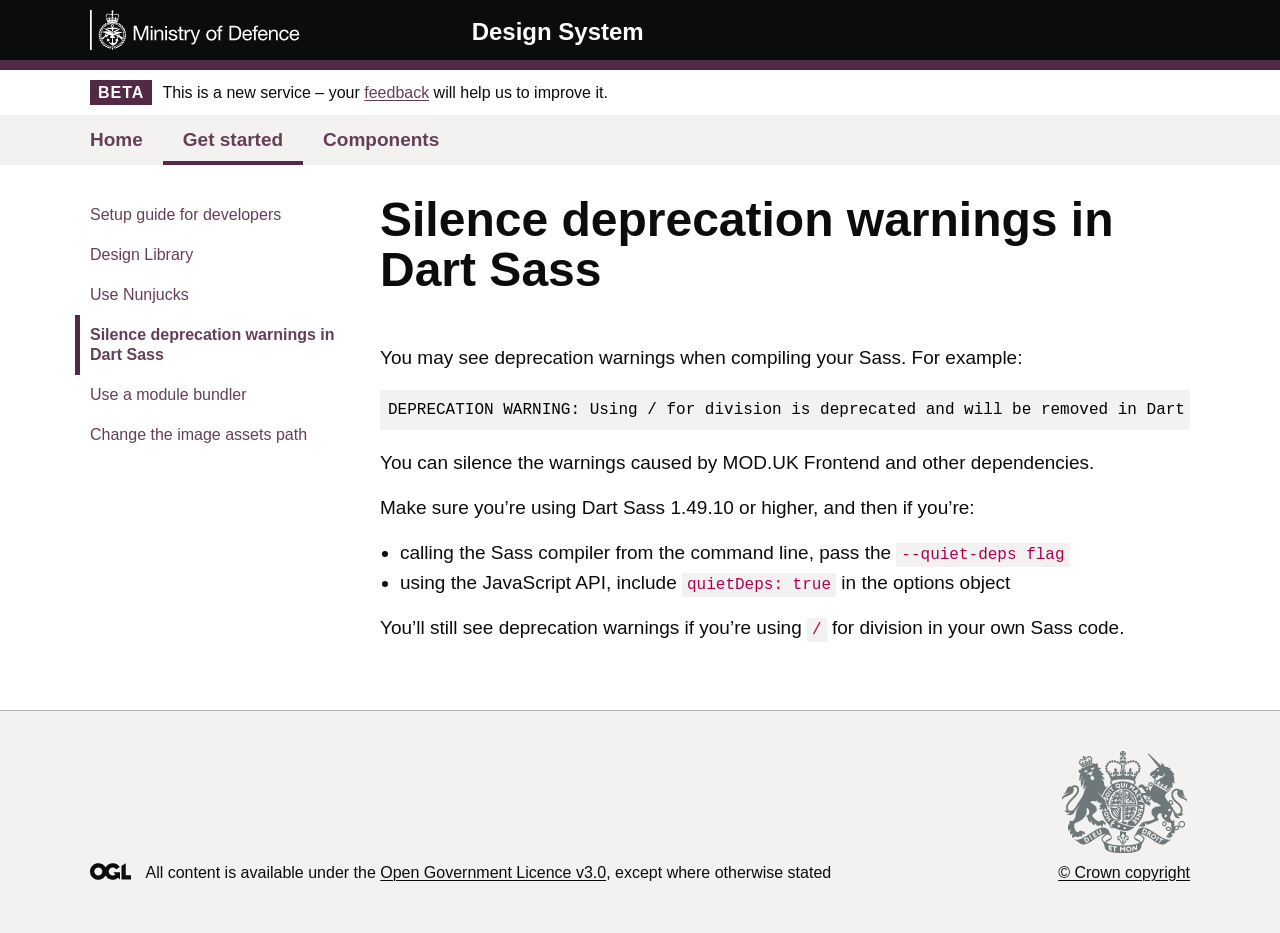 Ministry of Defence
Design System
BETA This is a new service – your feedback will help us to improve it.
Home Get started Components
Setup guide for developers
Design Library
Use Nunjucks
Silence deprecation warnings in
Dart Sass
Use a module bundler
Change the image assets path
Silence deprecation warnings in
Dart Sass
You may see deprecation warnings when compiling your Sass. For example:
DEPRECATION WARNING: Using / for division is deprecated and will be removed in Dart
You can silence the warnings caused by MOD.UK Frontend and other dependencies.
Make sure you’re using Dart Sass 1.49.10 or higher, and then if you’re:
• calling the Sass compiler from the command line, pass the --quiet-deps flag
• using the JavaScript API, include quietDeps: true in the options object
You’ll still see deprecation warnings if you’re using / for division in your own Sass code.
OGL All content is available under the Open Government Licence v3.0, except where otherwise stated
DIEU ET MON DROIT
© Crown copyright